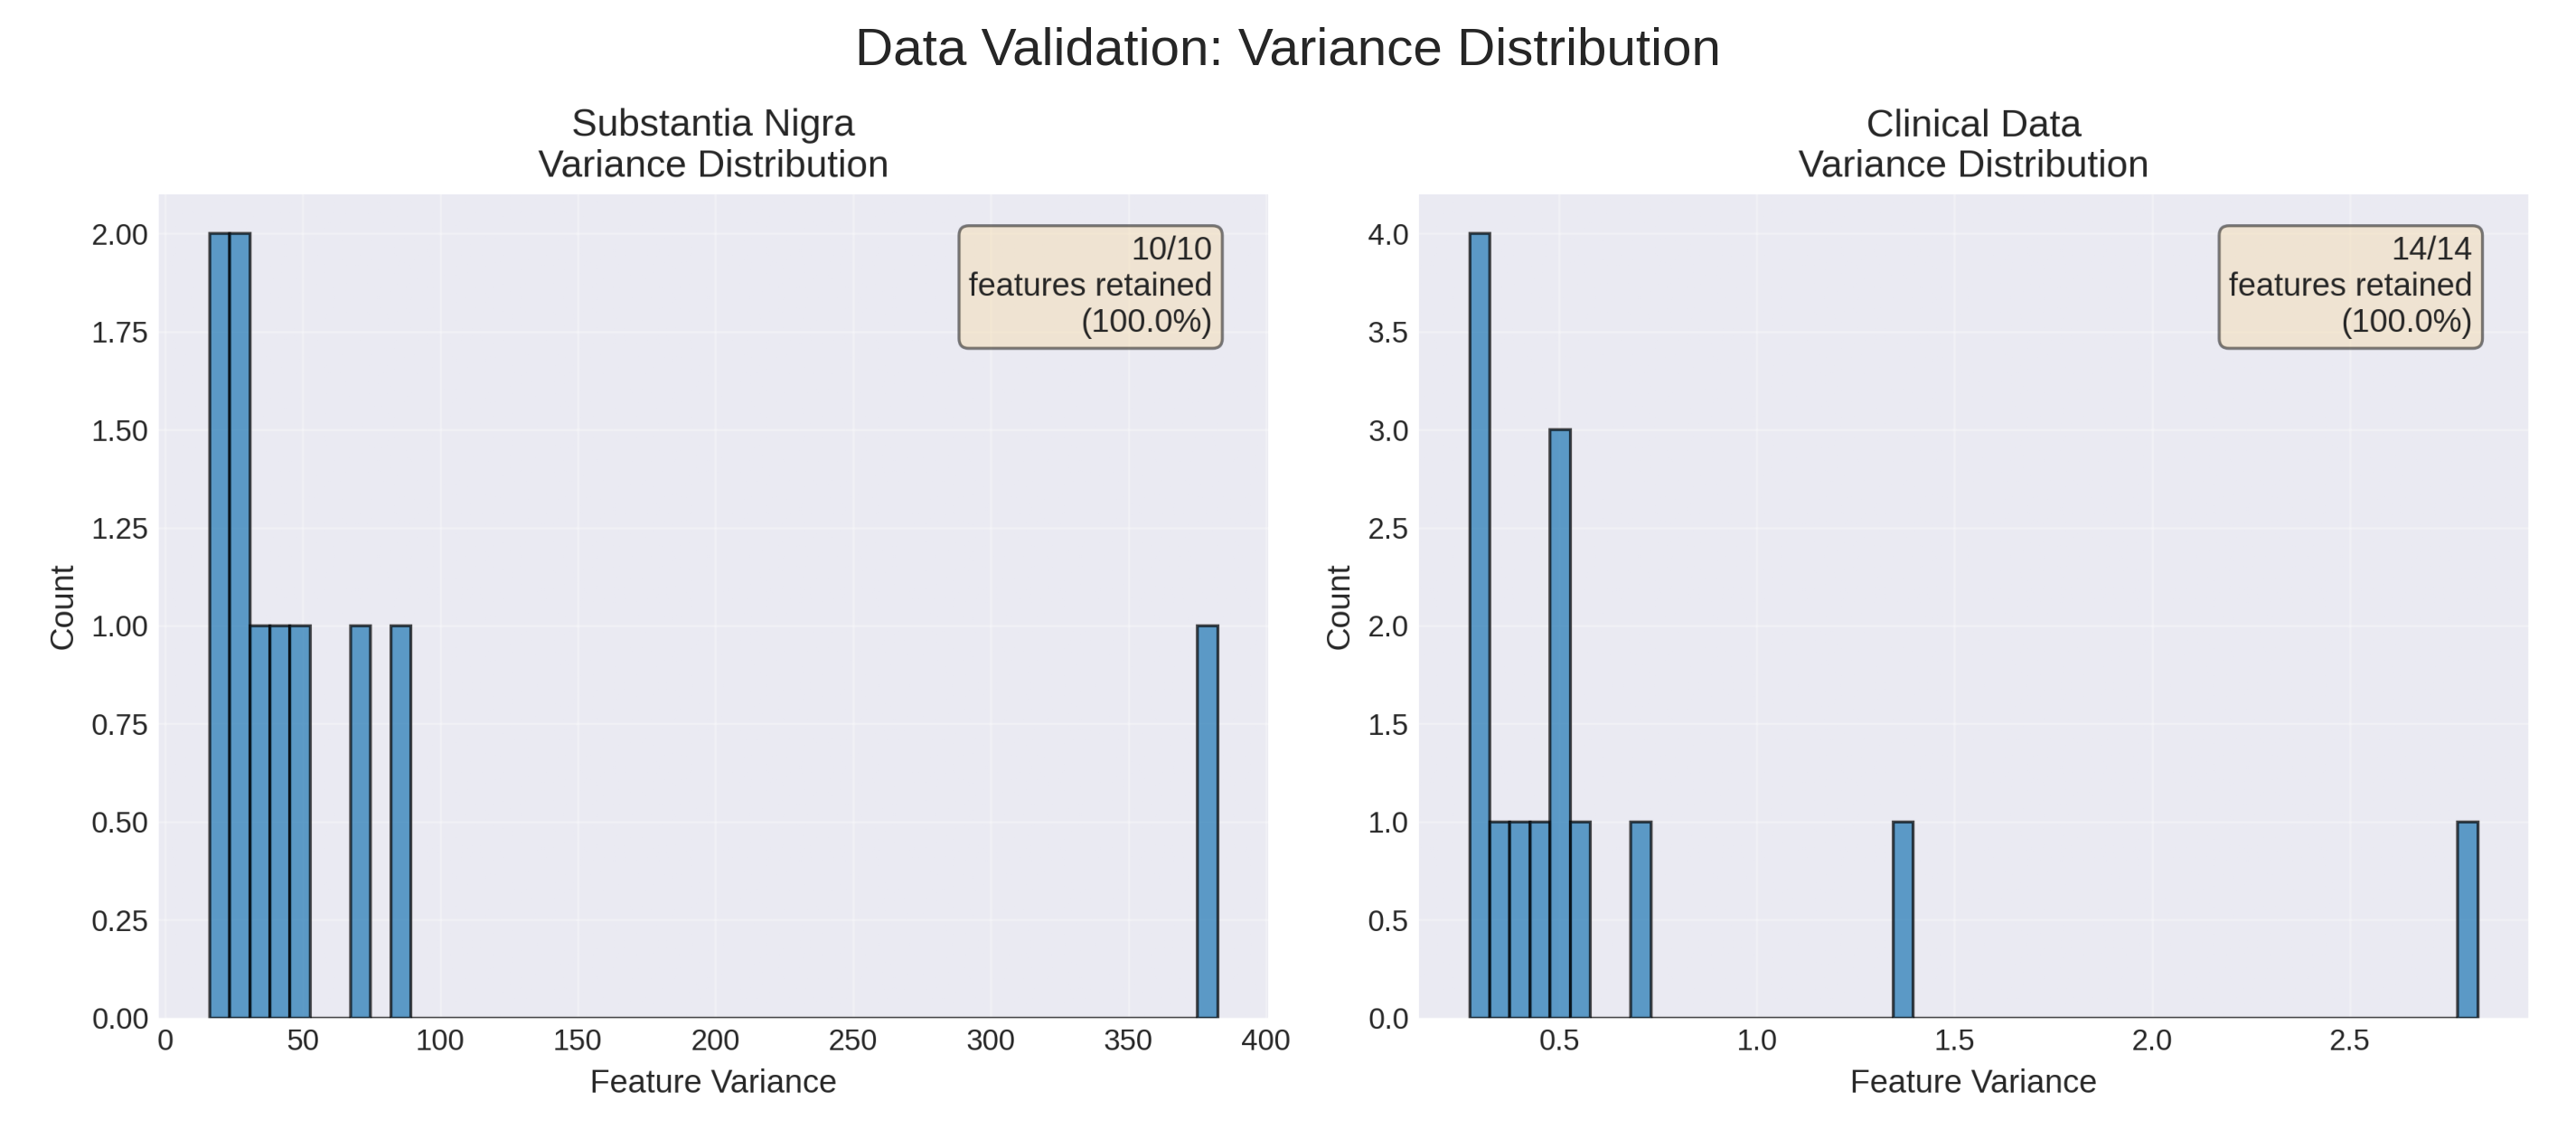 Data Validation: Variance Distribution
Substantia Nigra
Variance Distribution
2.00
1.75
1.50
1.25
1.00
0.75
0.50
0.25
0.00
Count
10/10
features retained
(100.0%)
0 50 100 150 200 250 300 350 400
Feature Variance
Clinical Data
Variance Distribution
4.0
3.5
3.0
2.5
2.0
1.5
1.0
0.5
0.0
Count
14/14
features retained
(100.0%)
0.5 1.0 1.5 2.0 2.5
Feature Variance